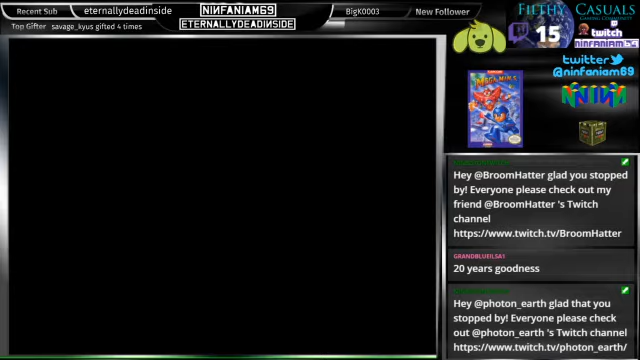 Recent Sub
eternallydeadinside
NINFANIAM69
ETERNALLYDEADINSIDE
BigK0003
New Follower
Top Gifter
savage_kyus gifted 4 times
15
FILTHY CASUALS
GAMING COMMUNITY
twitch
ninfaniam69
twitter
@ninfaniam69
MEGA MAN 5
Hey @BroomHatter glad you stopped
by! Everyone please check out my
friend @BroomHatter 's Twitch
channel
https://www.twitch.tv/BroomHatter
GRANDBLUEILSA1
20 years goodness
Hey @photon_earth glad that you
stopped by! Everyone please check
out @photon_earth 's Twitch channel
https://www.twitch.tv/photon_earth/